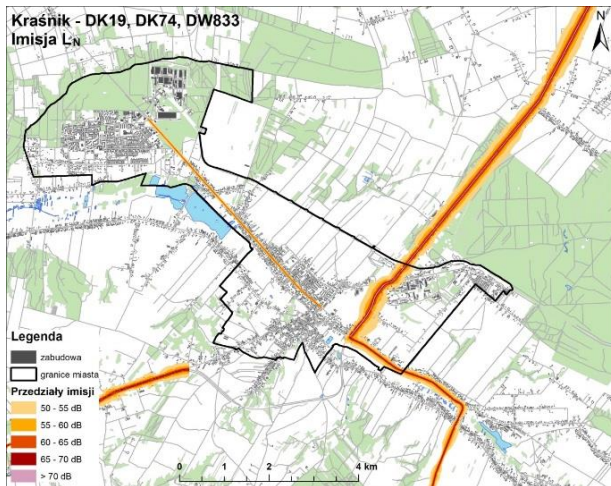 Kraśnik - DK19, DK74, DW833
Imisja LN
N
Legenda
zabudowa
granice miasta
Przedziały imisji
50 - 55 dB
55 - 60 dB
60 - 65 dB
65 - 70 dB
> 70 dB
0 1 2 4 km